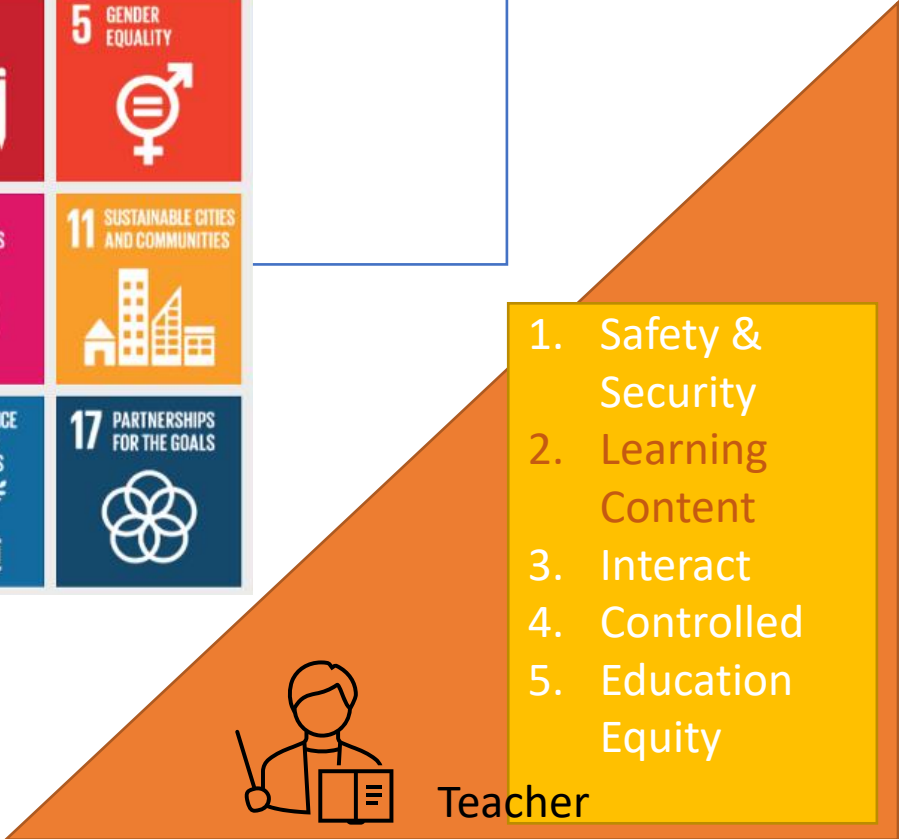 5 GENDER
EQUALITY
11 SUSTAINABLE CITIES
AND COMMUNITIES
17 PARTNERSHIPS
FOR THE GOALS
1. Safety &
Security
2. Learning
Content
3. Interact
4. Controlled
5. Education
Equity
Teacher